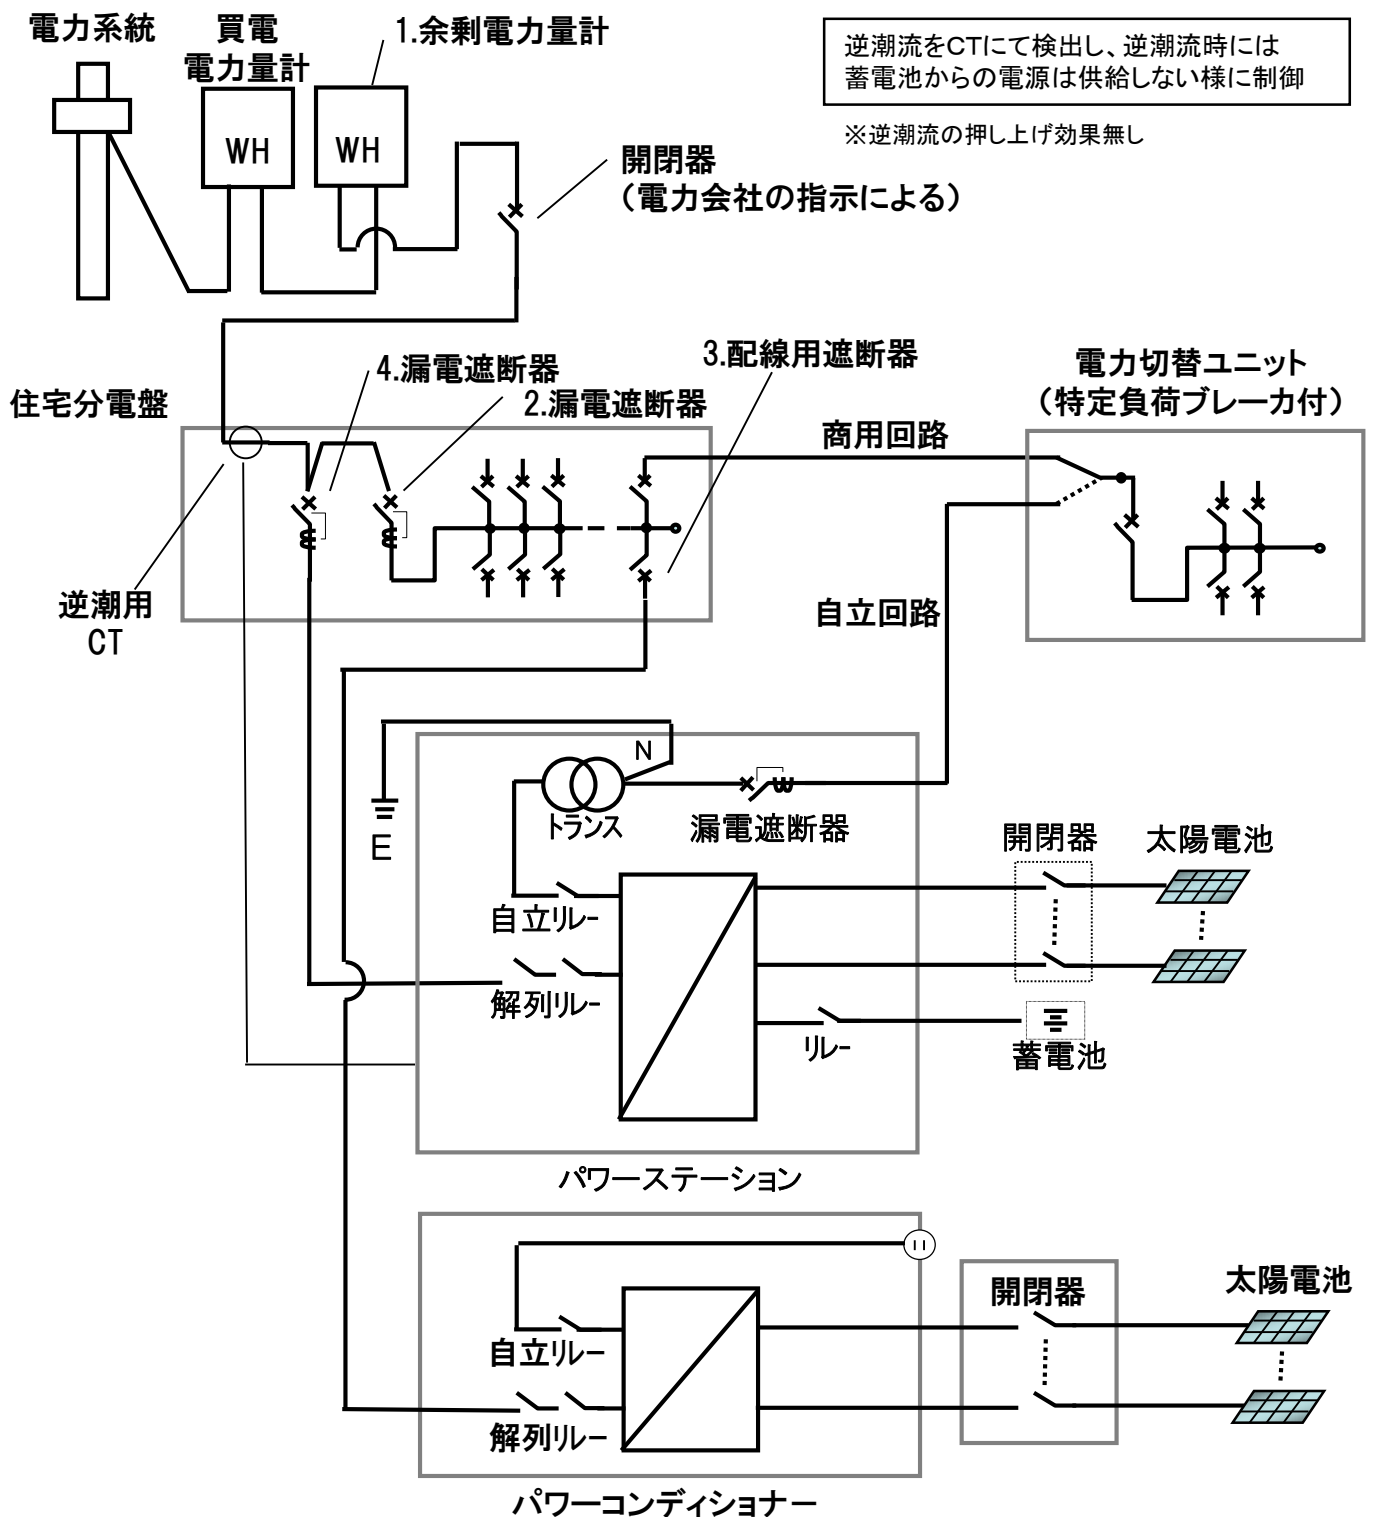 電力系統
買電
電力量計
1.余剰電力量計
逆潮流をCTにて検出し、逆潮流時には
蓄電池からの電源は供給しない様に制御
※逆潮流の押し上げ効果無し
WH
WH
開閉器
（電力会社の指示による）
住宅分電盤
4.漏電遮断器
2.漏電遮断器
3.配線用遮断器
電力切替ユニット
（特定負荷ブレーカ付）
商用回路
自立回路
逆潮用
CT
N
E
トランス
漏電遮断器
開閉器
太陽電池
自立リレー
解列リレー
リレー
蓄電池
パワーステーション
自立リレー
解列リレー
開閉器
太陽電池
パワーコンディショナー